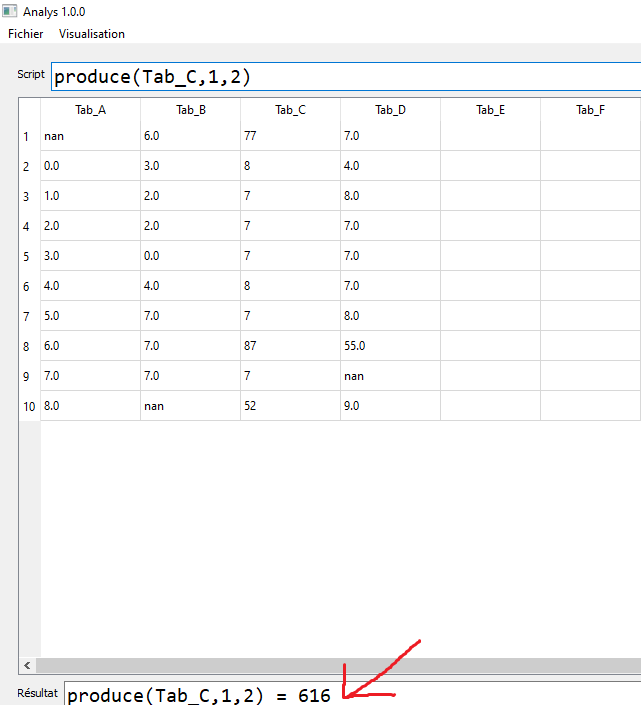 Analys 1.0.0
Fichier Visualisation
Script produce(Tab_C,1,2)
Tab_A Tab_B Tab_C Tab_D Tab_E Tab_F
1 nan 6.0 77 7.0
2 0.0 3.0 8 4.0
3 1.0 2.0 7 8.0
4 2.0 2.0 7 7.0
5 3.0 0.0 7 7.0
6 4.0 4.0 8 7.0
7 5.0 7.0 7 8.0
8 6.0 7.0 87 55.0
9 7.0 7.0 7 nan
10 8.0 nan 52 9.0
Résultat produce(Tab_C,1,2) = 616